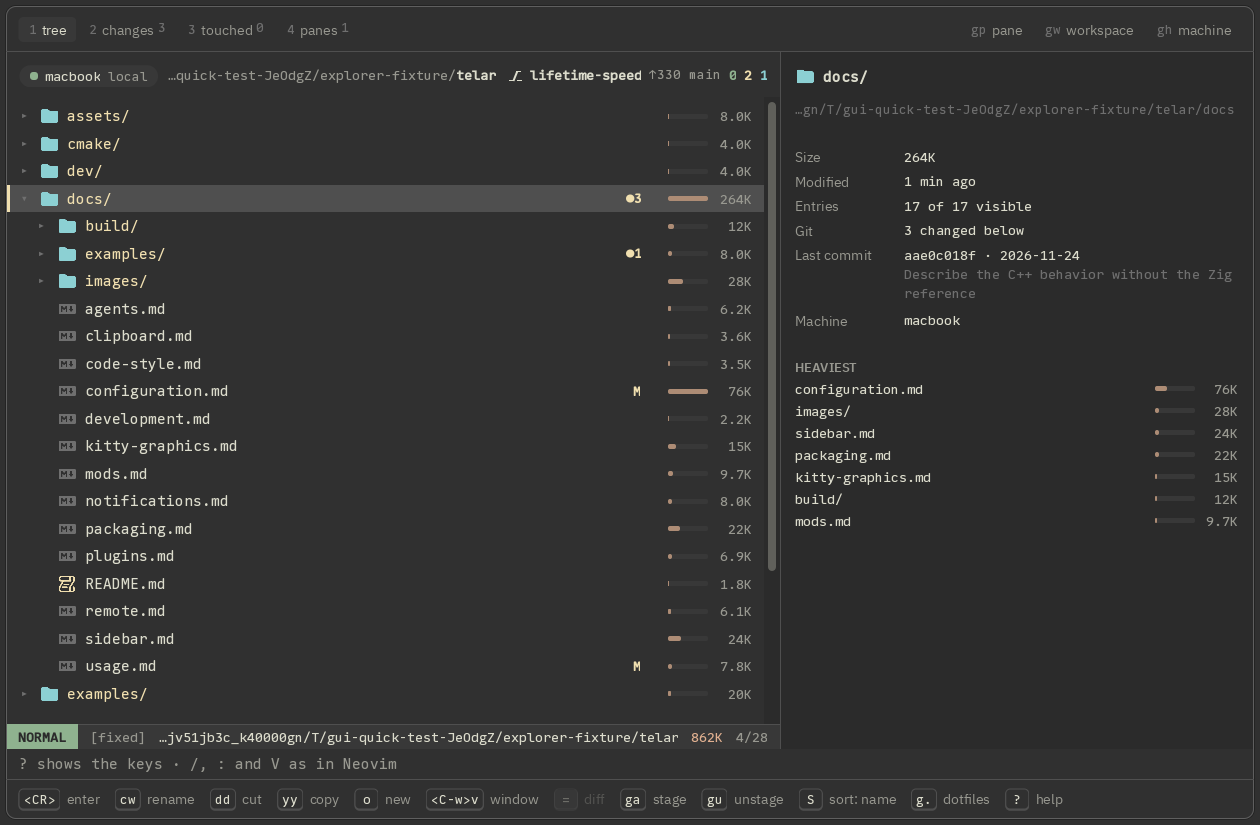 1 tree 2 changes 3 3 touched 0 4 panes 1 gp pane gw workspace gh machine
macbook local …quick-test-JeOdgZ/explorer-fixture/telar lifetime-speed ↑330 main 0 2 1
assets/ 8.0K
cmake/ 4.0K
dev/ 4.0K
docs/ ●3 264K
build/ 12K
examples/ ●1 8.0K
images/ 28K
agents.md 6.2K
clipboard.md 3.6K
code-style.md 3.5K
configuration.md M 76K
development.md 2.2K
kitty-graphics.md 15K
mods.md 9.7K
notifications.md 8.0K
packaging.md 22K
plugins.md 6.9K
README.md 1.8K
remote.md 6.1K
sidebar.md 24K
usage.md M 7.8K
examples/ 20K
docs/
…gn/T/gui-quick-test-JeOdgZ/explorer-fixture/telar/docs
Size 264K
Modified 1 min ago
Entries 17 of 17 visible
Git 3 changed below
Last commit aae0c018f · 2026-11-24
Describe the C++ behavior without the Zig
reference
Machine macbook
HEAVIEST
configuration.md 76K
images/ 28K
sidebar.md 24K
packaging.md 22K
kitty-graphics.md 15K
build/ 12K
mods.md 9.7K
NORMAL [fixed] …jv51jb3c_k40000gn/T/gui-quick-test-JeOdgZ/explorer-fixture/telar 862K 4/28
? shows the keys · /, : and V as in Neovim
<CR> enter cw rename dd cut yy copy o new <C-w>v window = diff ga stage gu unstage S sort: name g. dotfiles ? help